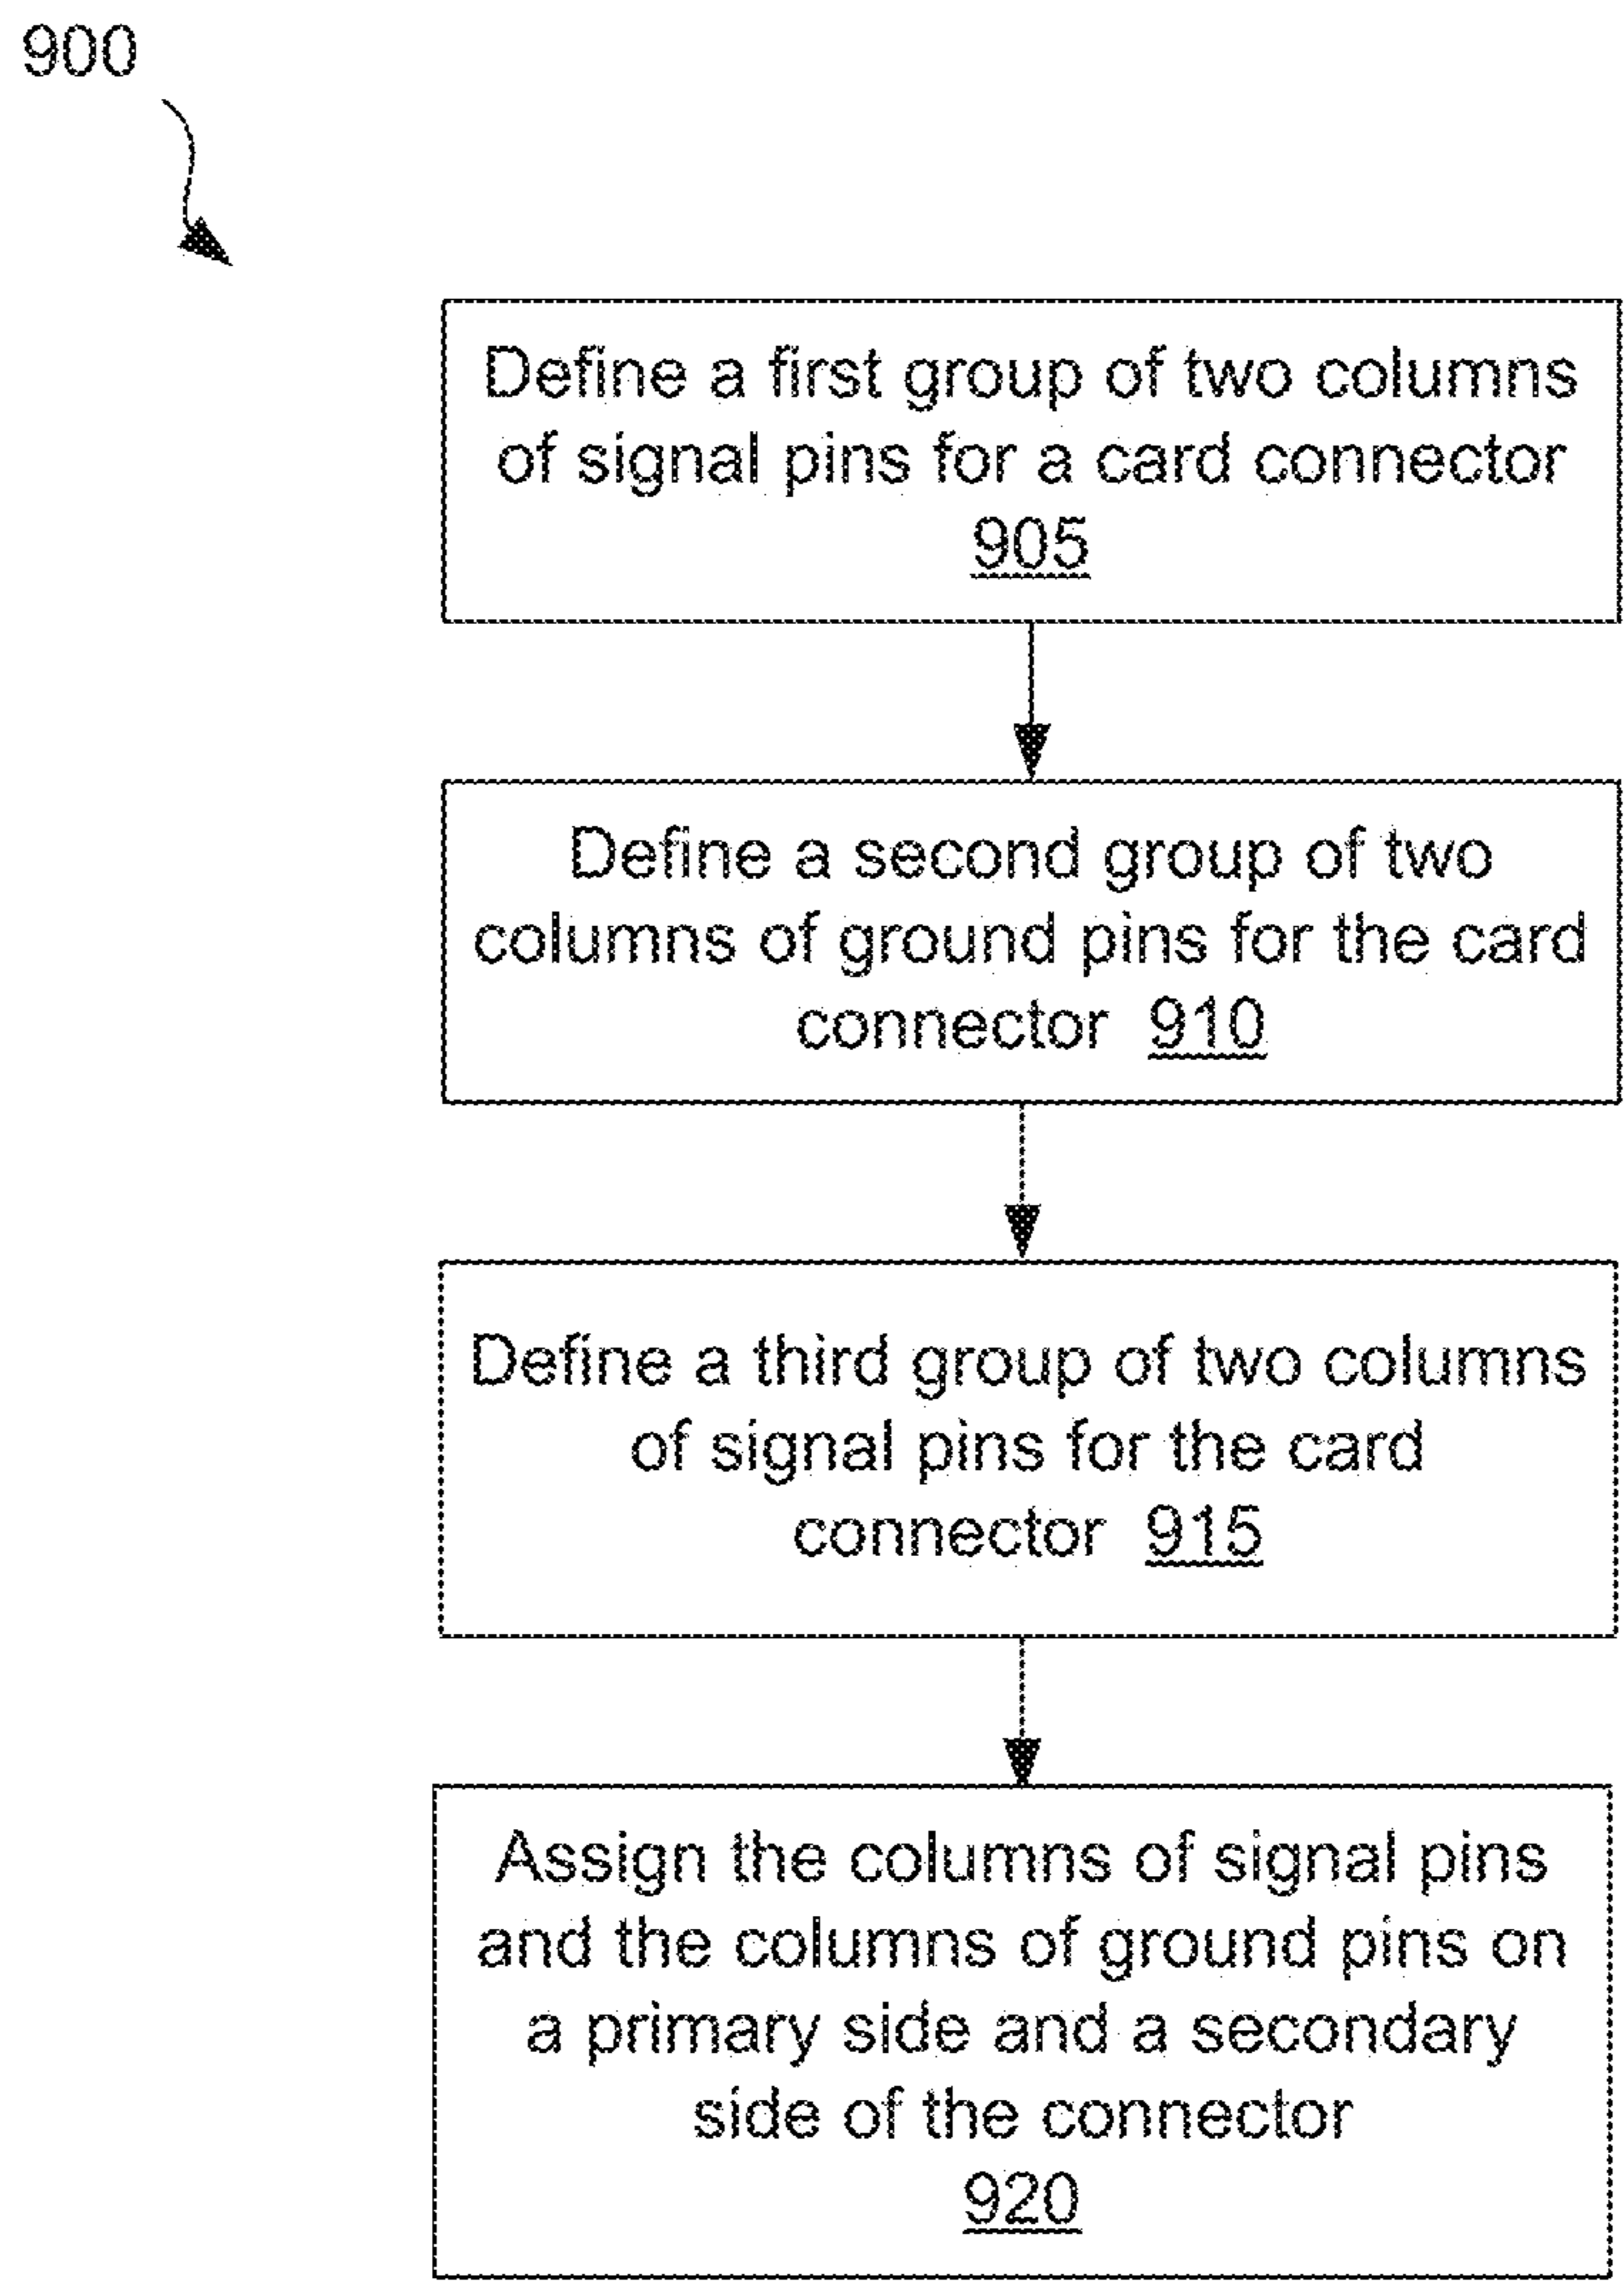 900
Define a first group of two columns
of signal pins for a card connector
905
Define a second group of two
columns of ground pins for the card
connector 910
Define a third group of two columns
of signal pins for the card
connector 915
Assign the columns of signal pins
and the columns of ground pins on
a primary side and a secondary
side of the connector
920